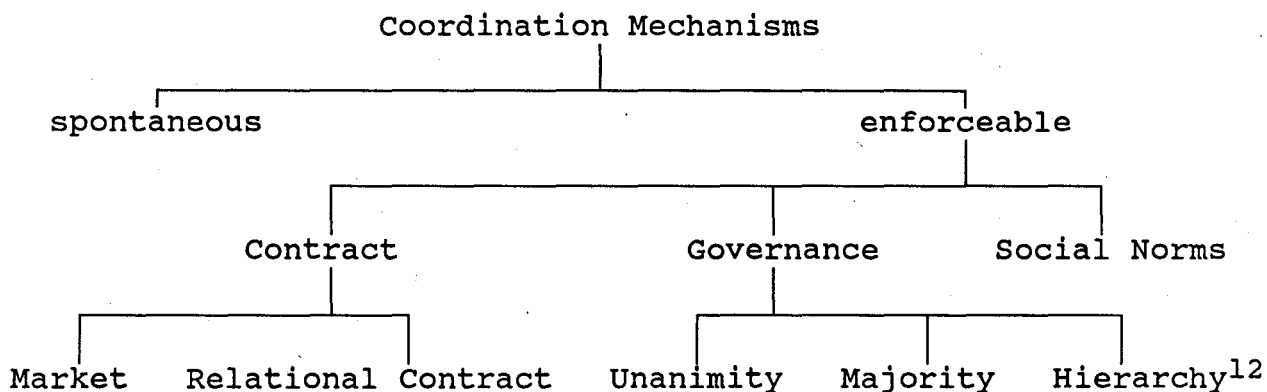 Coordination Mechanisms
spontaneous enforceable
Contract Governance Social Norms
Market Relational Contract Unanimity Majority Hierarchy12